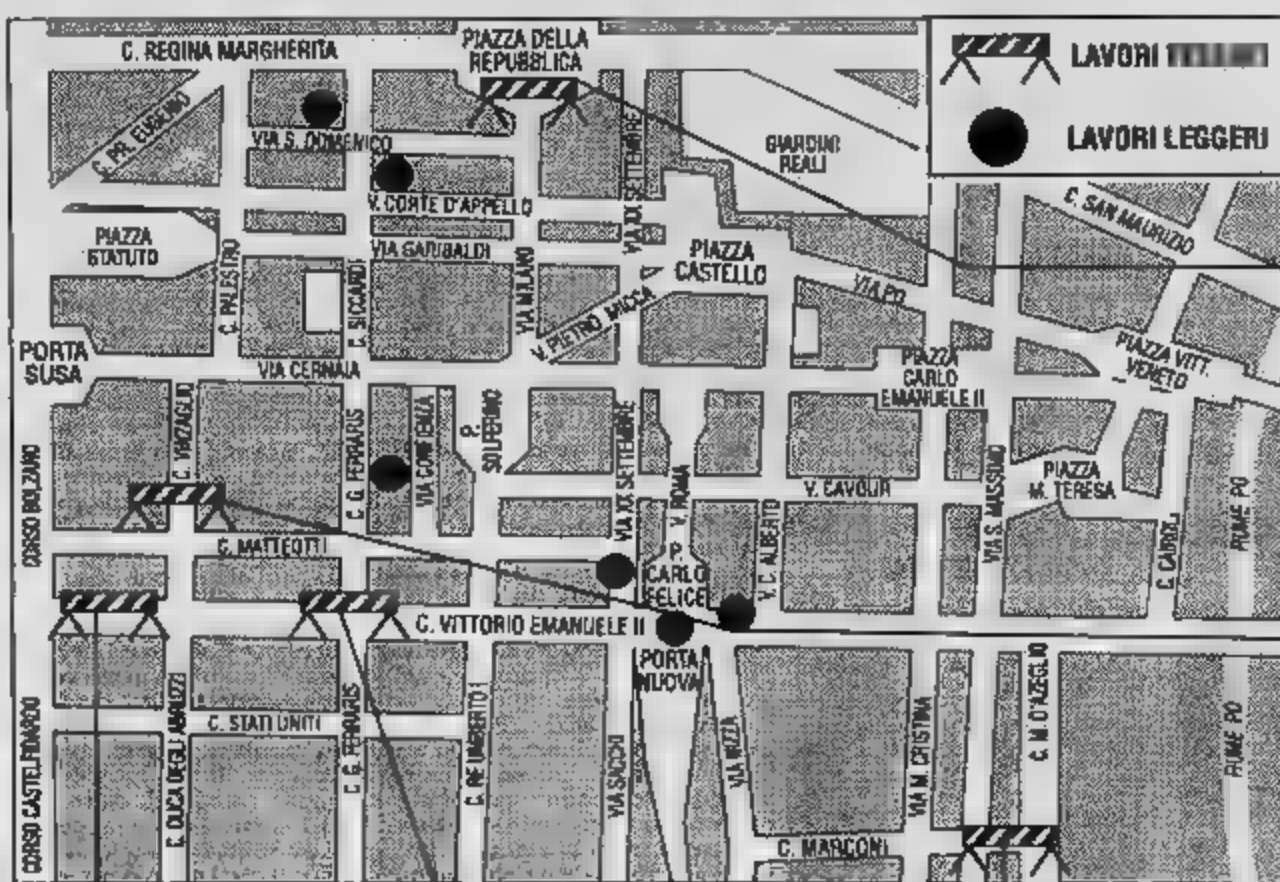 C. REGINA MARGHERITA
PIAZZA DELLA
REPUBBLICA
LAVORI
LAVORI LEGGERI
C. PR. EUGENIO
VIA S. DOMENICO
VIA XX SETTEMBRE
GIARDINI
REALI
V. CORTE D'APPELLO
C. SAN MAURIZIO
PIAZZA
STATUTO
VIA GARIBALDI
PIAZZA
CASTELLO
C. PALESTRO
C. SICCARDI
VIA MILANO
V. PIETRO MICCA
VIA PO
PORTA
SUSA
VIA CERNAIA
PIAZZA
CARLO
EMANUELE II
PIAZZA VITT.
VENETO
CORSO BOLZANO
C. VINZAGLIO
C. G. FERRARIS
VIA CONFIENZA
P.
SOLFERINO
VIA XX SETTEMBRE
V. ROMA
V. CAVOUR
VIA S. MASSIMO
PIAZZA
M. TERESA
C. CAIROLI
FIUME PO
C. MATTEOTTI
P.
CARLO
FELICE
V. C. ALBERTO
C. VITTORIO EMANUELE II
PORTA
NUOVA
CORSO CASTELFIDARDO
C. DUCA DEGLI ABRUZZI
C. STATI UNITI
C. G. FERRARIS
C. RE UMBERTO I
VIA SACCHI
VIA NIZZA
VIA M. CRISTINA
C. M. D'AZEGLIO
FIUME PO
C. MARCONI